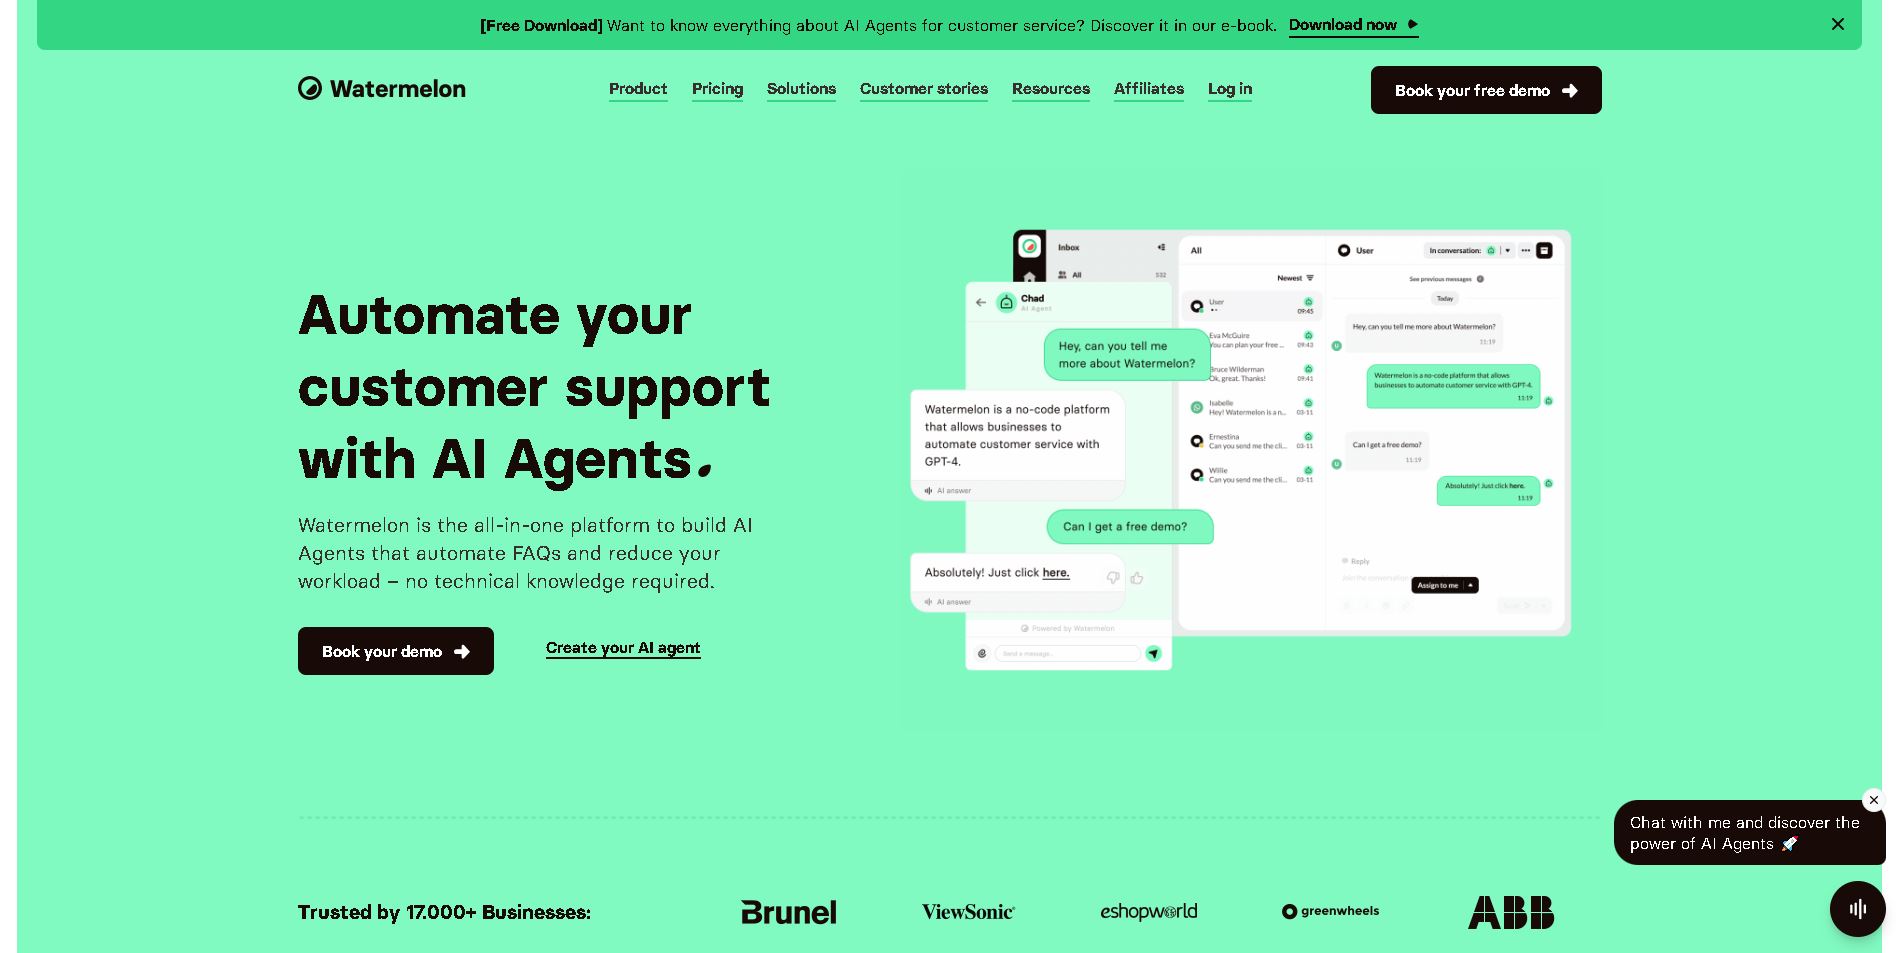 [Free Download] Want to know everything about AI Agents for customer service? Discover it in our e-book. Download now
Watermelon
Product Pricing Solutions Customer stories Resources Affiliates Log in
Book your free demo
Automate your
customer support
with AI Agents
Watermelon is the all-in-one platform to build AI
Agents that automate FAQs and reduce your
workload – no technical knowledge required.
Book your demo
Create your AI agent
Inbox
All 532
Chad
AI Agent
Hey, can you tell me
more about Watermelon?
Watermelon is a no-code platform
that allows businesses to
automate customer service with
GPT-4.
AI answer
Can I get a free demo?
Absolutely! Just click here.
AI answer
Powered by Watermelon
Send a message..
All
Newest
User
09:45
Eva McGuire
You can plan your free ... 09:43
Bruce Wilderman
Ok, great. Thanks! 09:41
Isabelle
Hey! Watermelon is a n... 03-11
Ernestina
Can you send me the cli... 03-11
Willie
Can you send me the cli... 03-11
User
In conversation:
See previous messages
Today
Hey, can you tell me more about Watermelon?
11:19
U
Watermelon is a no-code platform that allows
businesses to automate customer service with GPT-4.
11:19
Can I get a free demo?
11:19
U
Absolutely! Just click here.
11:19
Reply
Join the conversation
Assign to me
Chat with me and discover the
power of AI Agents 🚀
Trusted by 17.000+ Businesses:
Brunel
ViewSonic
eshopworld
greenwheels
ABB